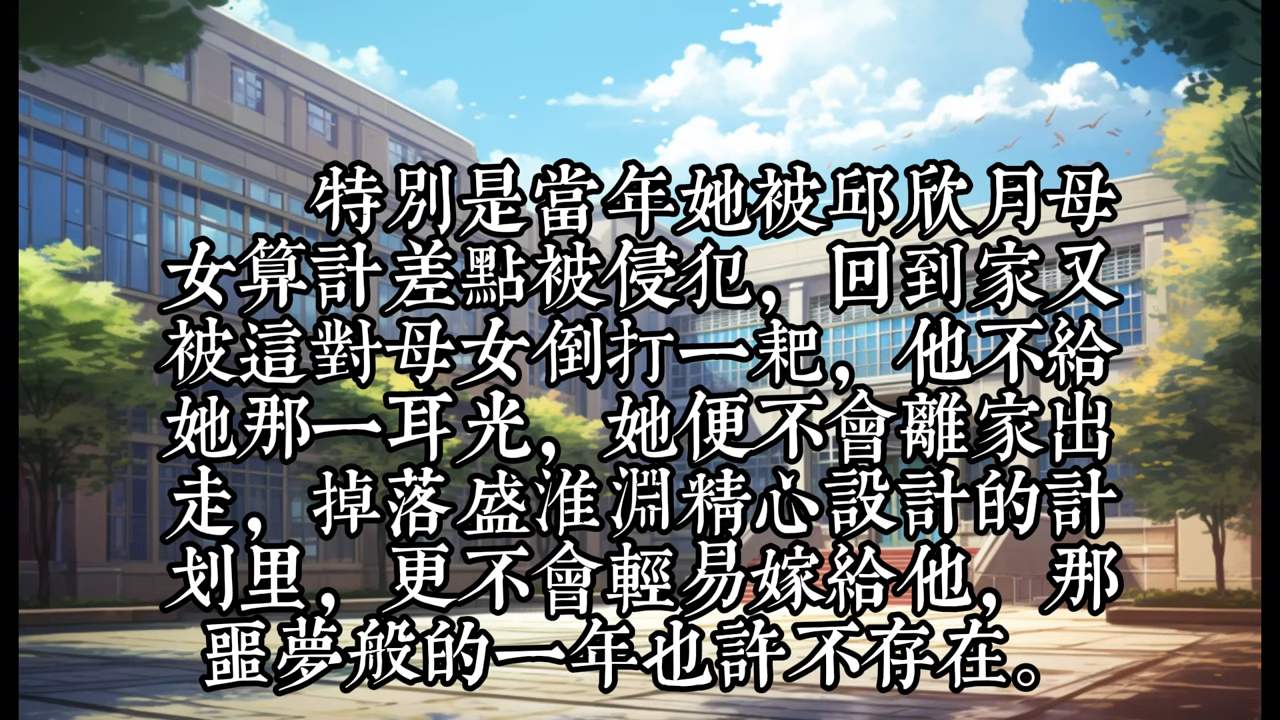 特別是當年她被邱欣月母
女算計差點被侵犯，回到家又
被這對母女倒打一耙，他不給
她那一耳光，她便不會離家出
走，掉落盛淮淵精心設計的計
划里，更不會輕易嫁給他，那
噩夢般的一年也許不存在。